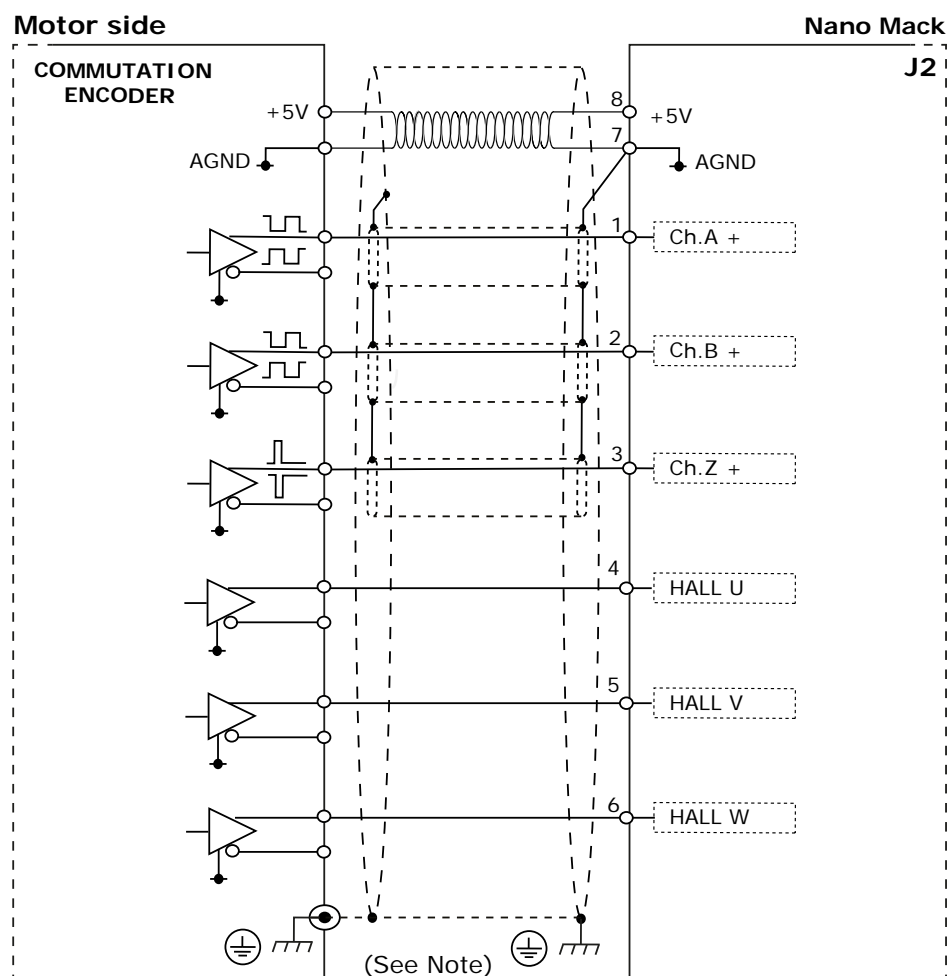 Motor side
Nano Mack
COMMUTATION
ENCODER
J2
+5V
8
+5V
AGND
7
AGND
1
Ch.A +
2
Ch.B +
3
Ch.Z +
4
HALL U
5
HALL V
6
HALL W
(See Note)